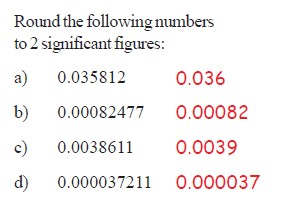 Round the following numbers
to 2 significant figures:
a) 0.035812 0.036
b) 0.00082477 0.00082
c) 0.0038611 0.0039
d) 0.000037211 0.000037